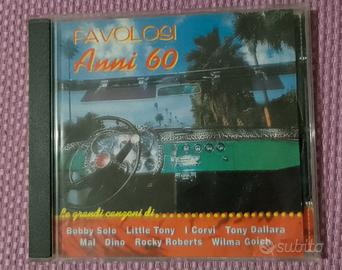 FAVOLOSI
Anni 60
Le grandi canzoni di
Bobby Solo Little Tony I Corvi Tony Dallara
Mal Dino Rocky Roberts Wilma Goich
subito